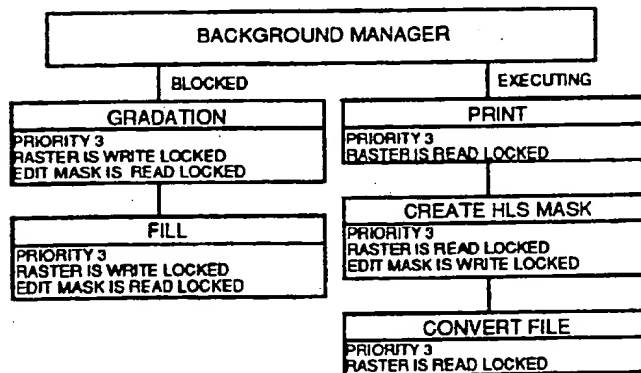 BACKGROUND MANAGER
BLOCKED
EXECUTING
GRADATION
PRIORITY 3
RASTER IS WRITE LOCKED
EDIT MASK IS READ LOCKED
FILL
PRIORITY 3
RASTER IS WRITE LOCKED
EDIT MASK IS READ LOCKED
PRINT
PRIORITY 3
RASTER IS READ LOCKED
CREATE HLS MASK
PRIORITY 3
RASTER IS READ LOCKED
EDIT MASK IS WRITE LOCKED
CONVERT FILE
PRIORITY 3
RASTER IS READ LOCKED